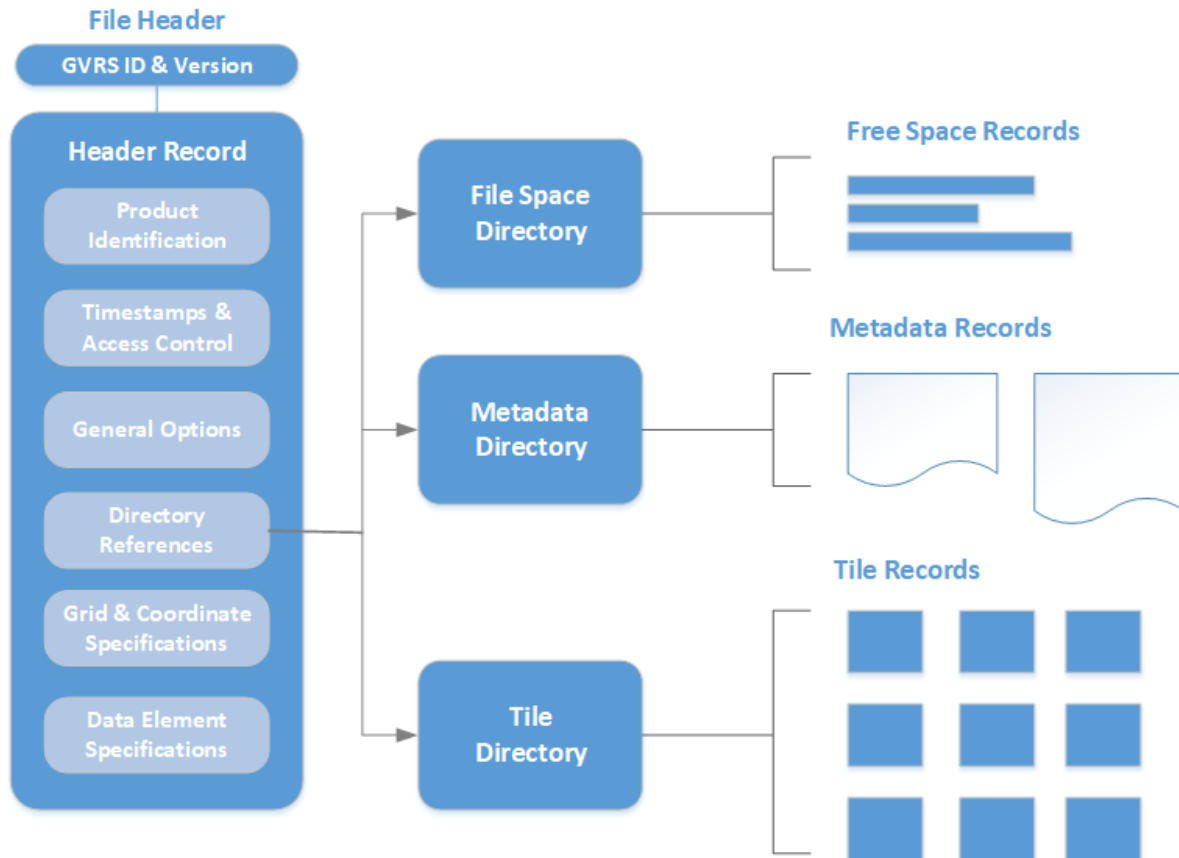 File Header
GVRS ID & Version
Header Record
Product
Identification
Timestamps &
Access Control
General Options
Directory
References
Grid & Coordinate
Specifications
Data Element
Specifications
File Space
Directory
Metadada
Directory
Tile
Directory
Free Space Records
Metadata Records
Tile Records